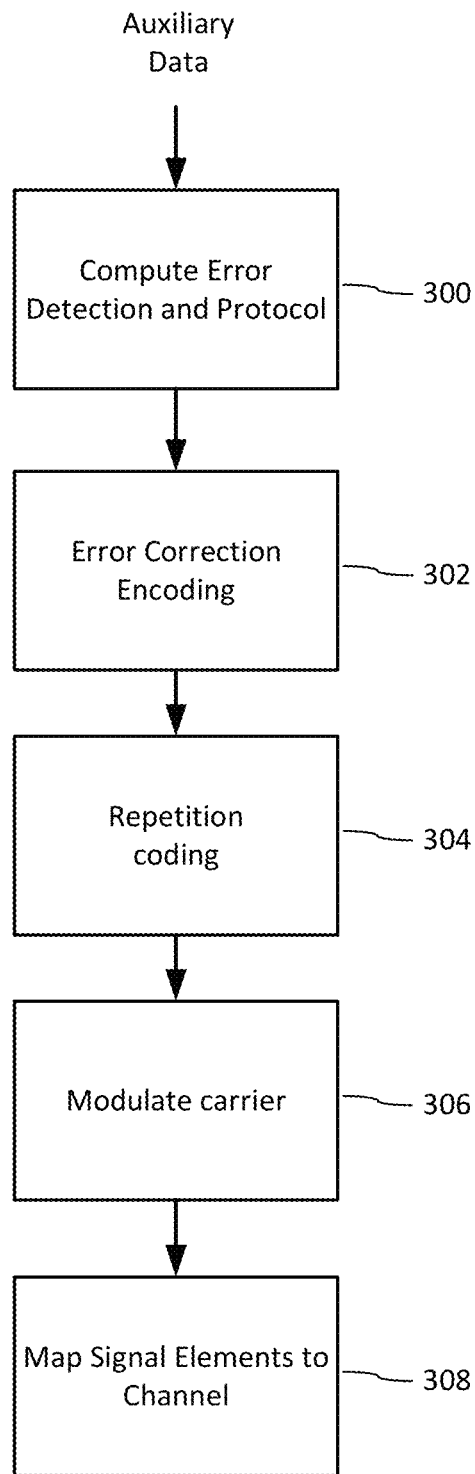 Auxiliary
Data
Compute Error
Detection and Protocol
300
Error Correction
Encoding
302
Repetition
coding
304
Modulate carrier
306
Map Signal Elements to
Channel
308